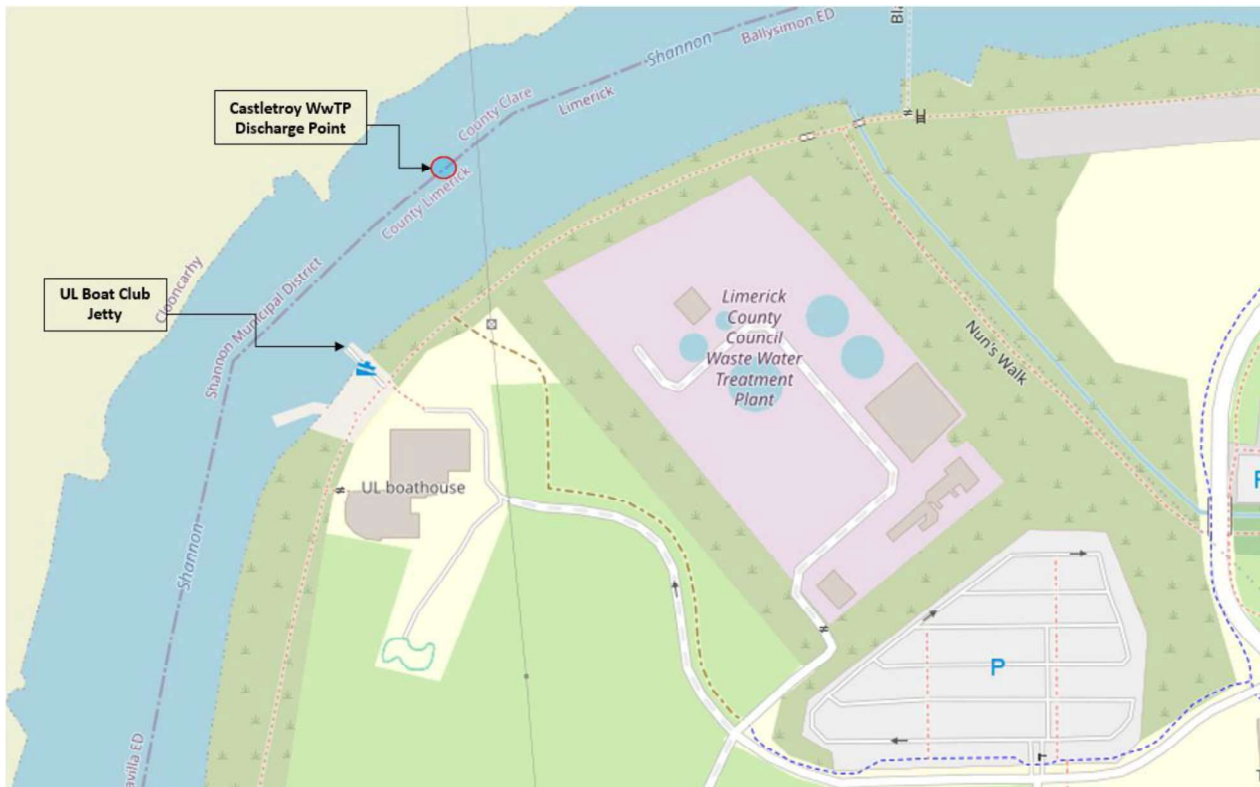 Ballysimon ED
Shannon
County Clare
Limerick
Castletroy WwTP
Discharge Point
County Limerick
Clooncarhy
Shannon Municipal District
UL Boat Club
Jetty
Limerick
County
Council
Waste Water
Treatment
Plant
Nun's Walk
UL boathouse
Shannon
P